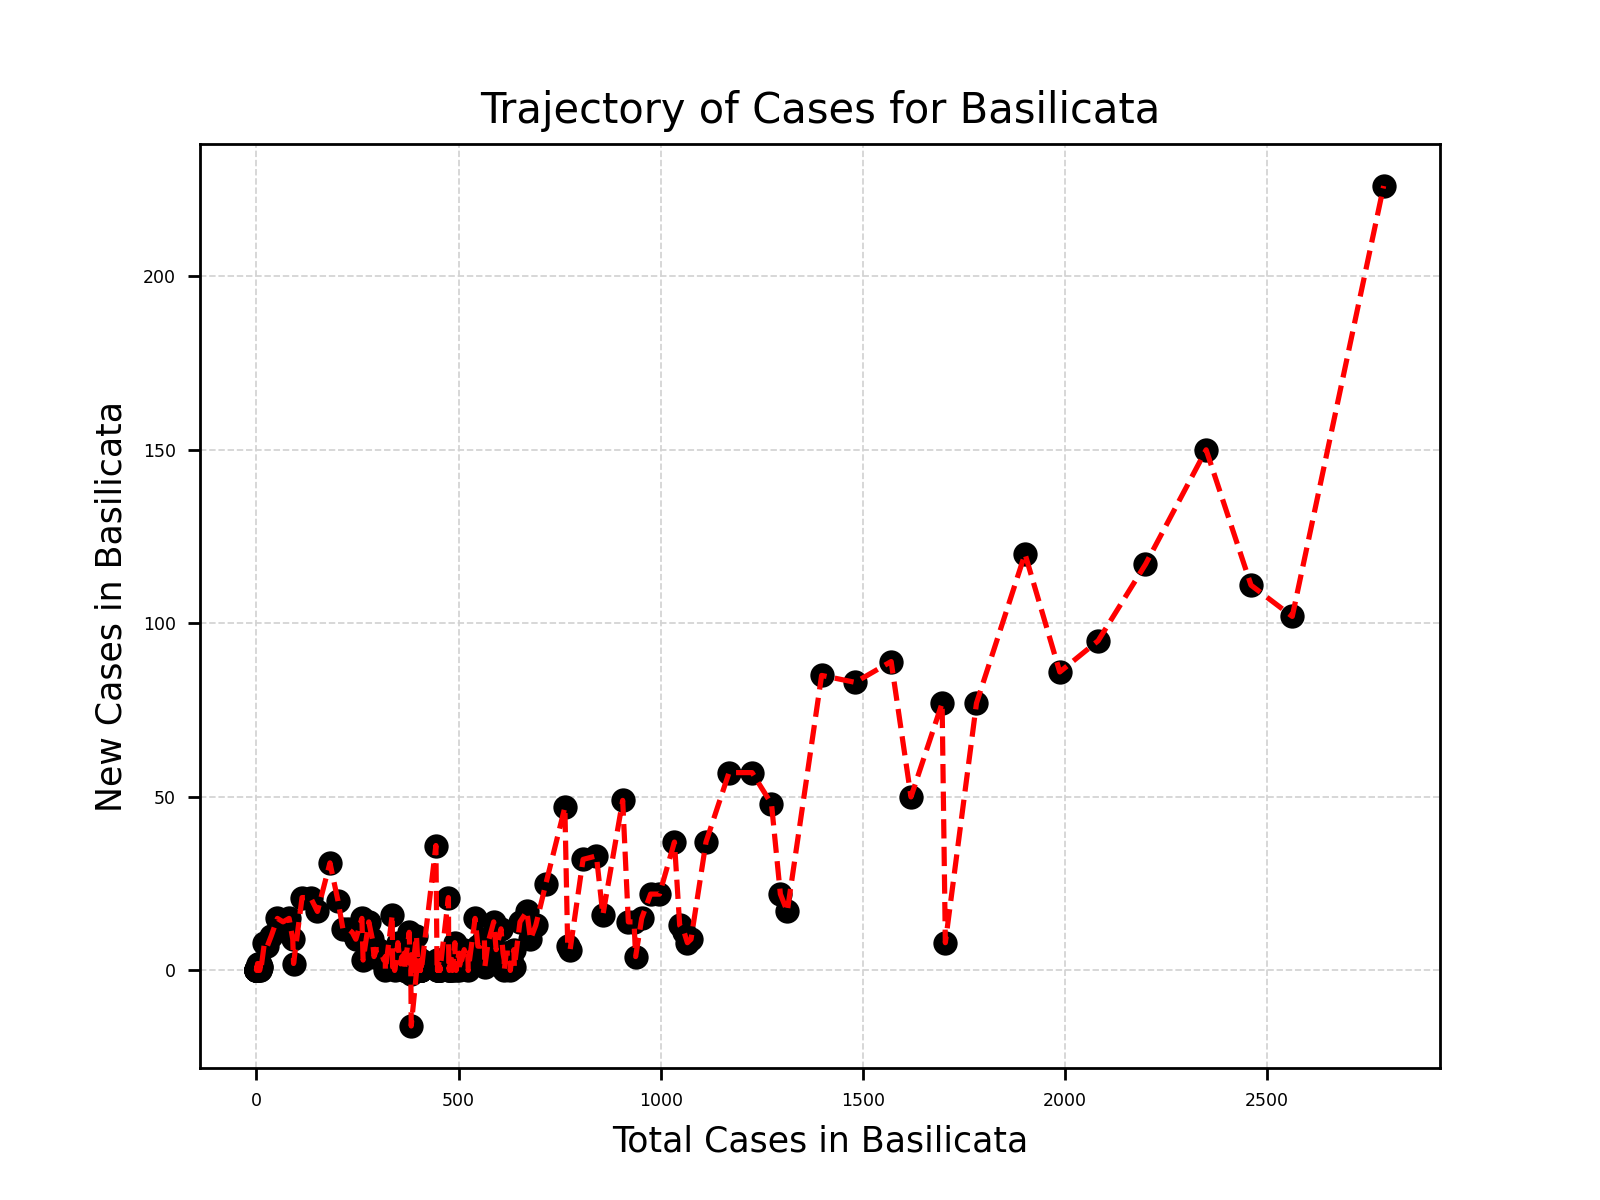 Trajectory of Cases for Basilicata
New Cases in Basilicata
200
150
100
50
0
0 500 1000 1500 2000 2500
Total Cases in Basilicata